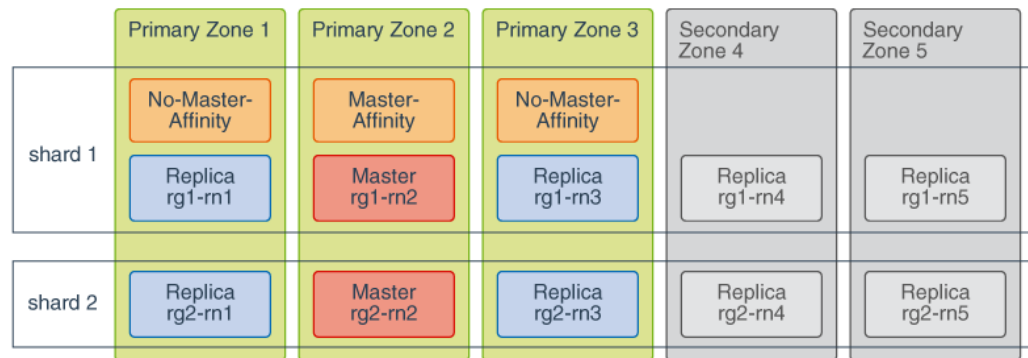 Primary Zone 1
Primary Zone 2
Primary Zone 3
Secondary
Zone 4
Secondary
Zone 5
shard 1
No-Master-
Affinity
Master-
Affinity
No-Master-
Affinity
Replica
rg1-rn1
Master
rg1-rn2
Replica
rg1-rn3
Replica
rg1-rn4
Replica
rg1-rn5
shard 2
Replica
rg2-rn1
Master
rg2-rn2
Replica
rg2-rn3
Replica
rg2-rn4
Replica
rg2-rn5